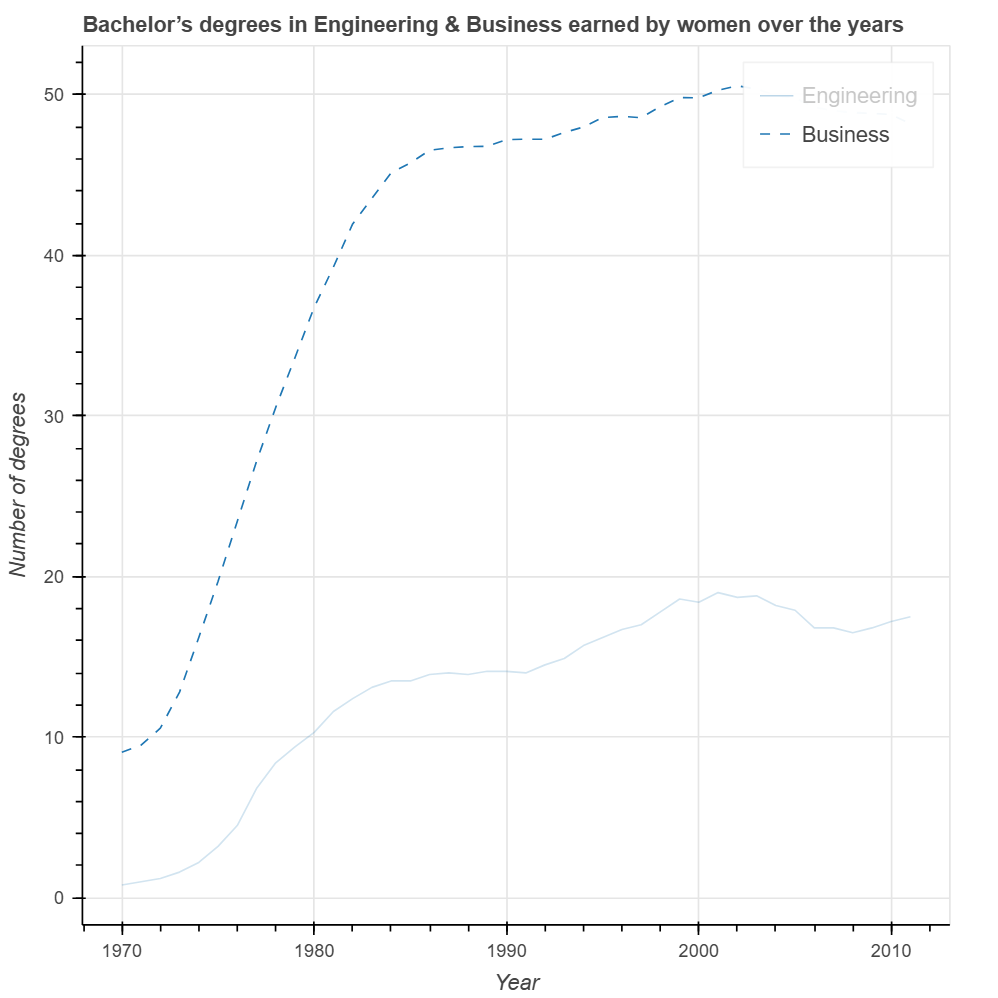 Bachelor’s degrees in Engineering & Business earned by women over the years
Engineering
Business
50
40
30
20
10
0
Number of degrees
1970 1980 1990 2000 2010
Year